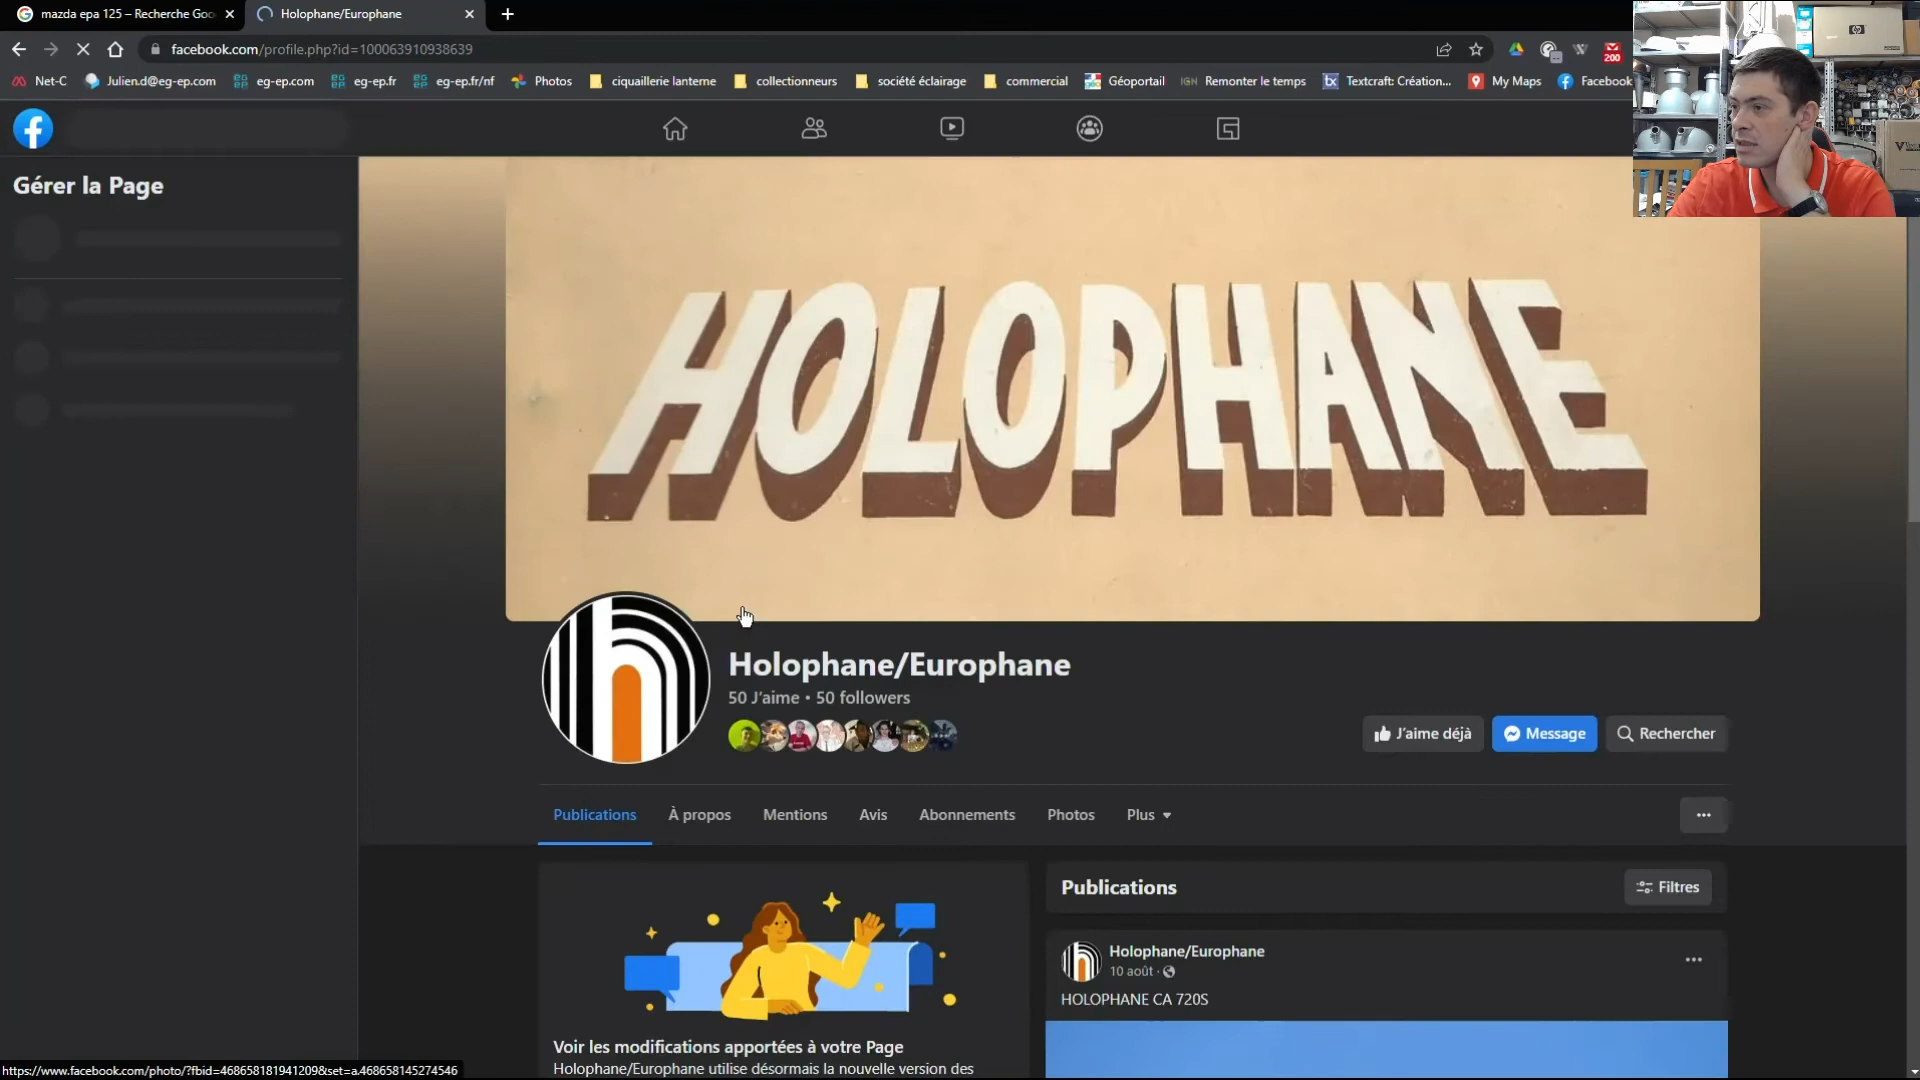 mazda epa 125 – Recherche Goo
Holophane/Europhane
facebook.com/profile.php?id=100063910938639
200
Net-C
Julien.d@eg-ep.com
eg-ep.com
eg-ep.fr
eg-ep.fr/nf
Photos
ciquaillerie lanterne
collectionneurs
société éclairage
commercial
Géoportail
IGN
Remonter le temps
tx
Textcraft: Création...
My Maps
Facebook
hp
Gérer la Page
HOLOPHANE
Holophane/Europhane
50 J'aime • 50 followers
J'aime déjà
Message
Rechercher
Publications
À propos
Mentions
Avis
Abonnements
Photos
Plus
Publications
Filtres
Holophane/Europhane
10 août ·
HOLOPHANE CA 720S
Voir les modifications apportées à votre Page
Holophane/Europhane utilise désormais la nouvelle version des
https://www.facebook.com/photo/?fbid=468658181941209&set=a.468658145274546